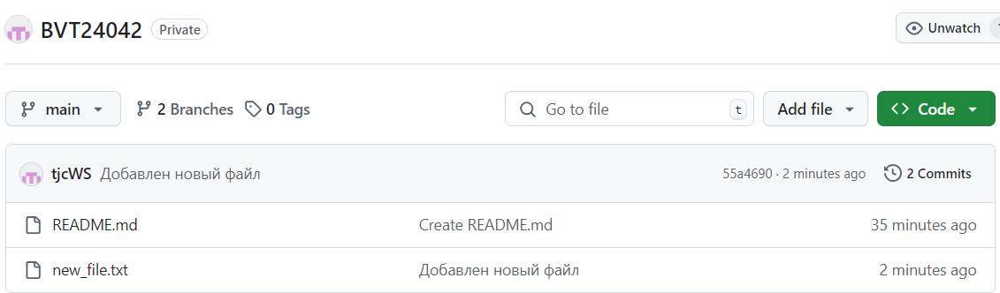 BVT24042 Private Unwatch
main 2 Branches 0 Tags Go to file t Add file Code
tjcWS Добавлен новый файл 55a4690 · 2 minutes ago 2 Commits
README.md Create README.md 35 minutes ago
new_file.txt Добавлен новый файл 2 minutes ago